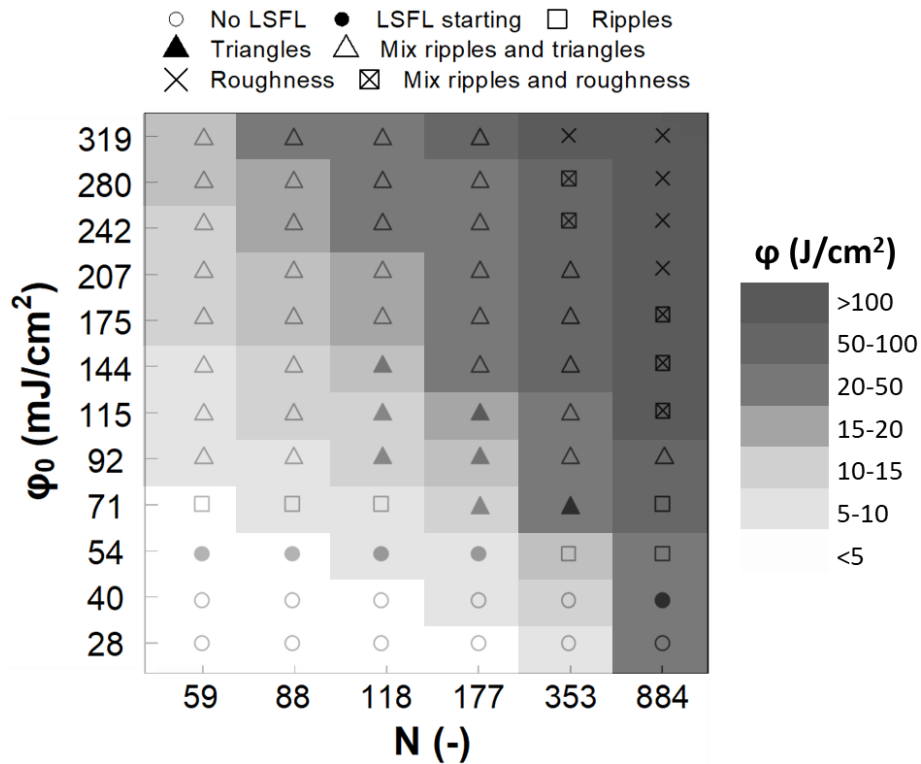 No LSFL LSFL starting Ripples
Triangles Mix ripples and triangles
Roughness Mix ripples and roughness
319
280
242
207
175
144
115
92
71
54
40
28
φ₀ (mJ/cm²)
59 88 118 177 353 884
N (-)
φ (J/cm²)
>100
50-100
20-50
15-20
10-15
5-10
<5